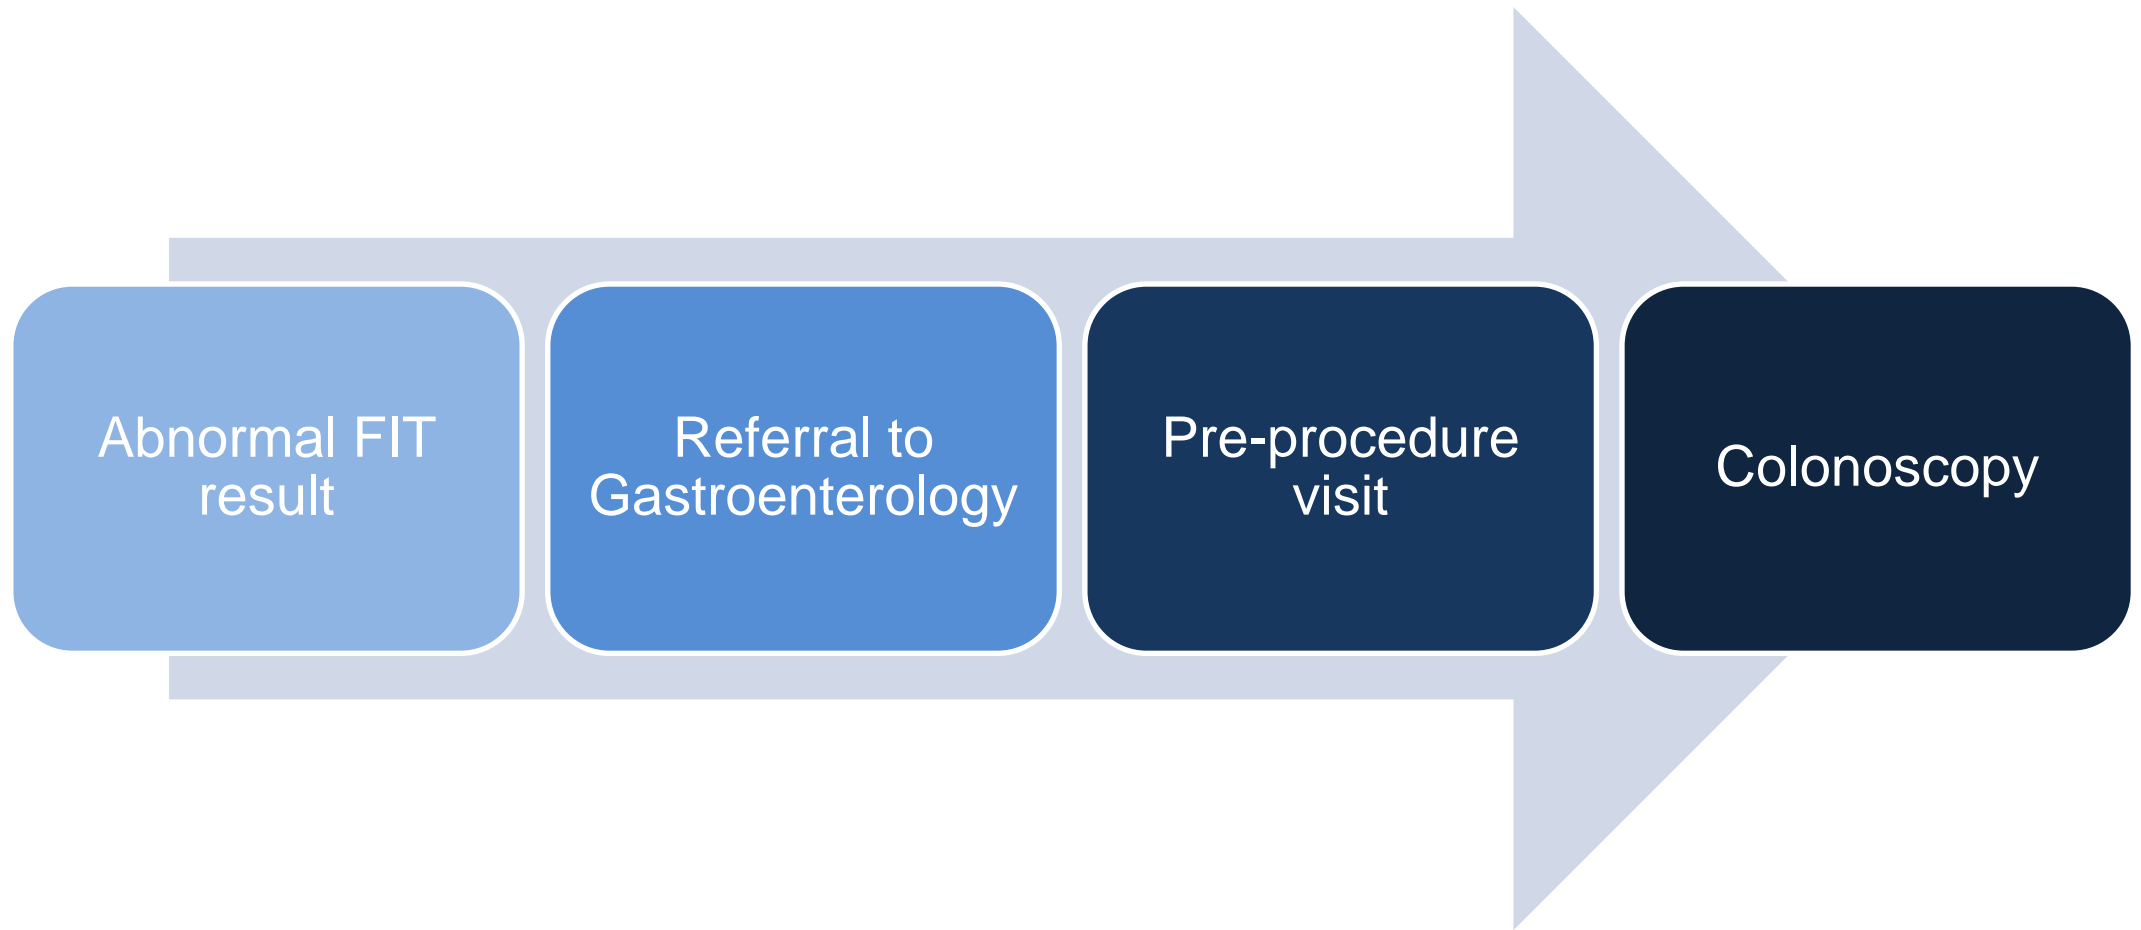 Abnormal FIT
result
Referral to
Gastroenterology
Pre-procedure
visit
Colonoscopy